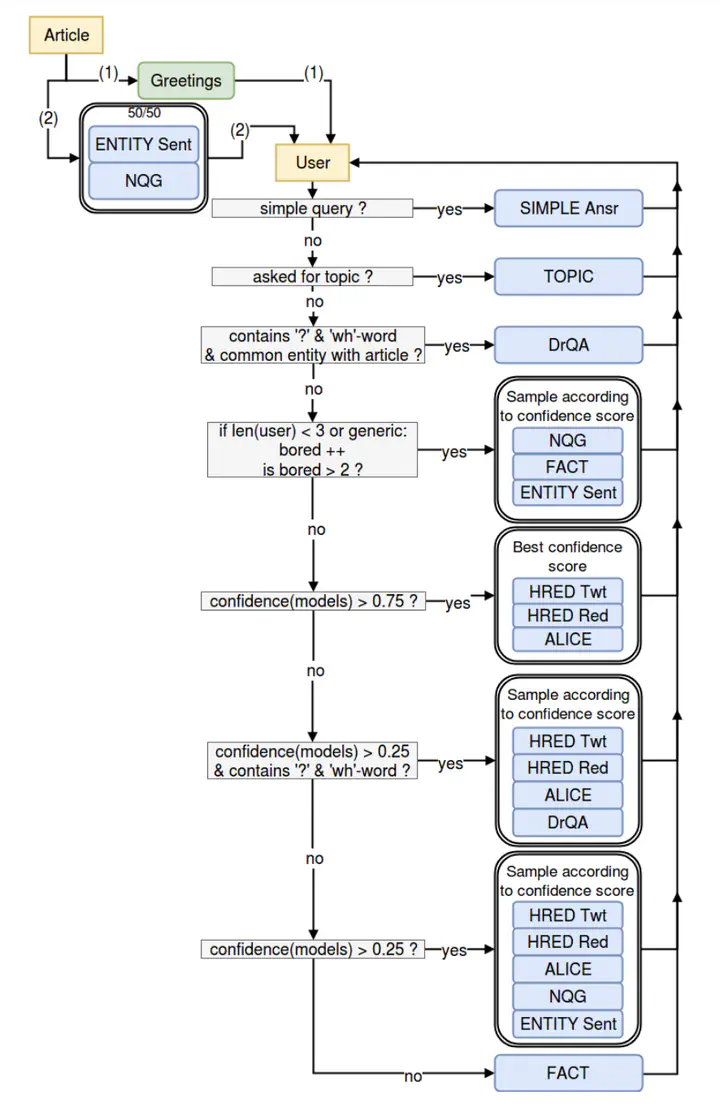 Article
(1)
Greetings
(1)
(2)
50/50
ENTITY Sent
NQG
(2)
User
simple query ?
yes
SIMPLE Ansr
no
asked for topic ?
yes
TOPIC
no
contains '?' & 'wh'-word
& common entity with article ?
yes
DrQA
no
if len(user) < 3 or generic:
bored ++
is bored > 2 ?
yes
Sample according
to confidence score
NQG
FACT
ENTITY Sent
no
confidence(models) > 0.75 ?
yes
Best confidence
score
HRED Twt
HRED Red
ALICE
no
confidence(models) > 0.25
& contains '?' & 'wh'-word ?
yes
Sample according
to confidence score
HRED Twt
HRED Red
ALICE
DrQA
no
confidence(models) > 0.25 ?
yes
Sample according
to confidence score
HRED Twt
HRED Red
ALICE
NQG
ENTITY Sent
no
FACT